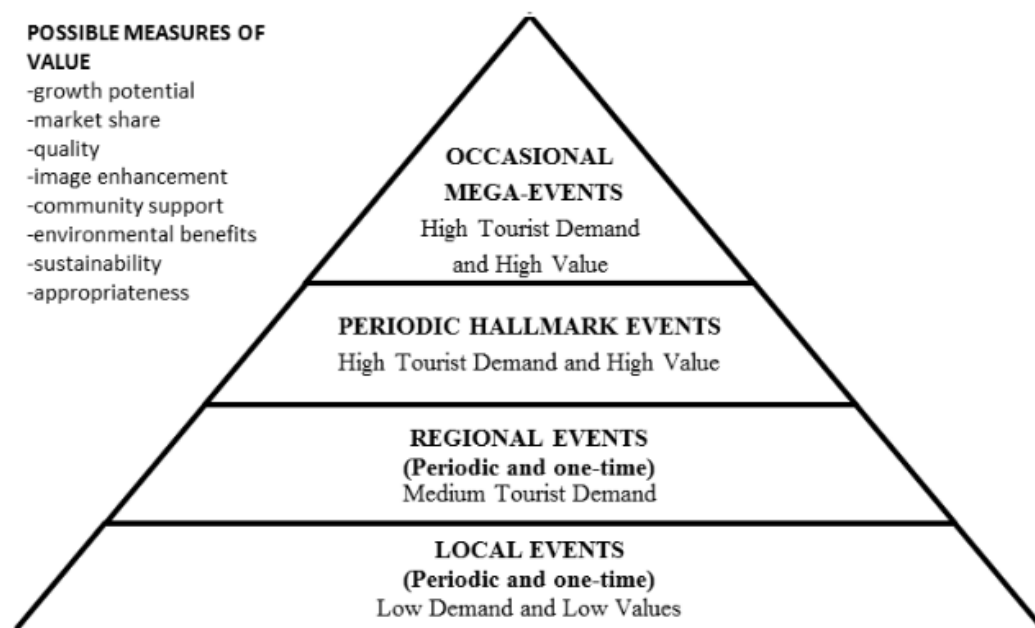 POSSIBLE MEASURES OF
VALUE
-growth potential
-market share
-quality
-image enhancement
-community support
-environmental benefits
-sustainability
-appropriateness
OCCASIONAL
MEGA-EVENTS
High Tourist Demand
and High Value
PERIODIC HALLMARK EVENTS
High Tourist Demand and High Value
REGIONAL EVENTS
(Periodic and one-time)
Medium Tourist Demand
LOCAL EVENTS
(Periodic and one-time)
Low Demand and Low Values